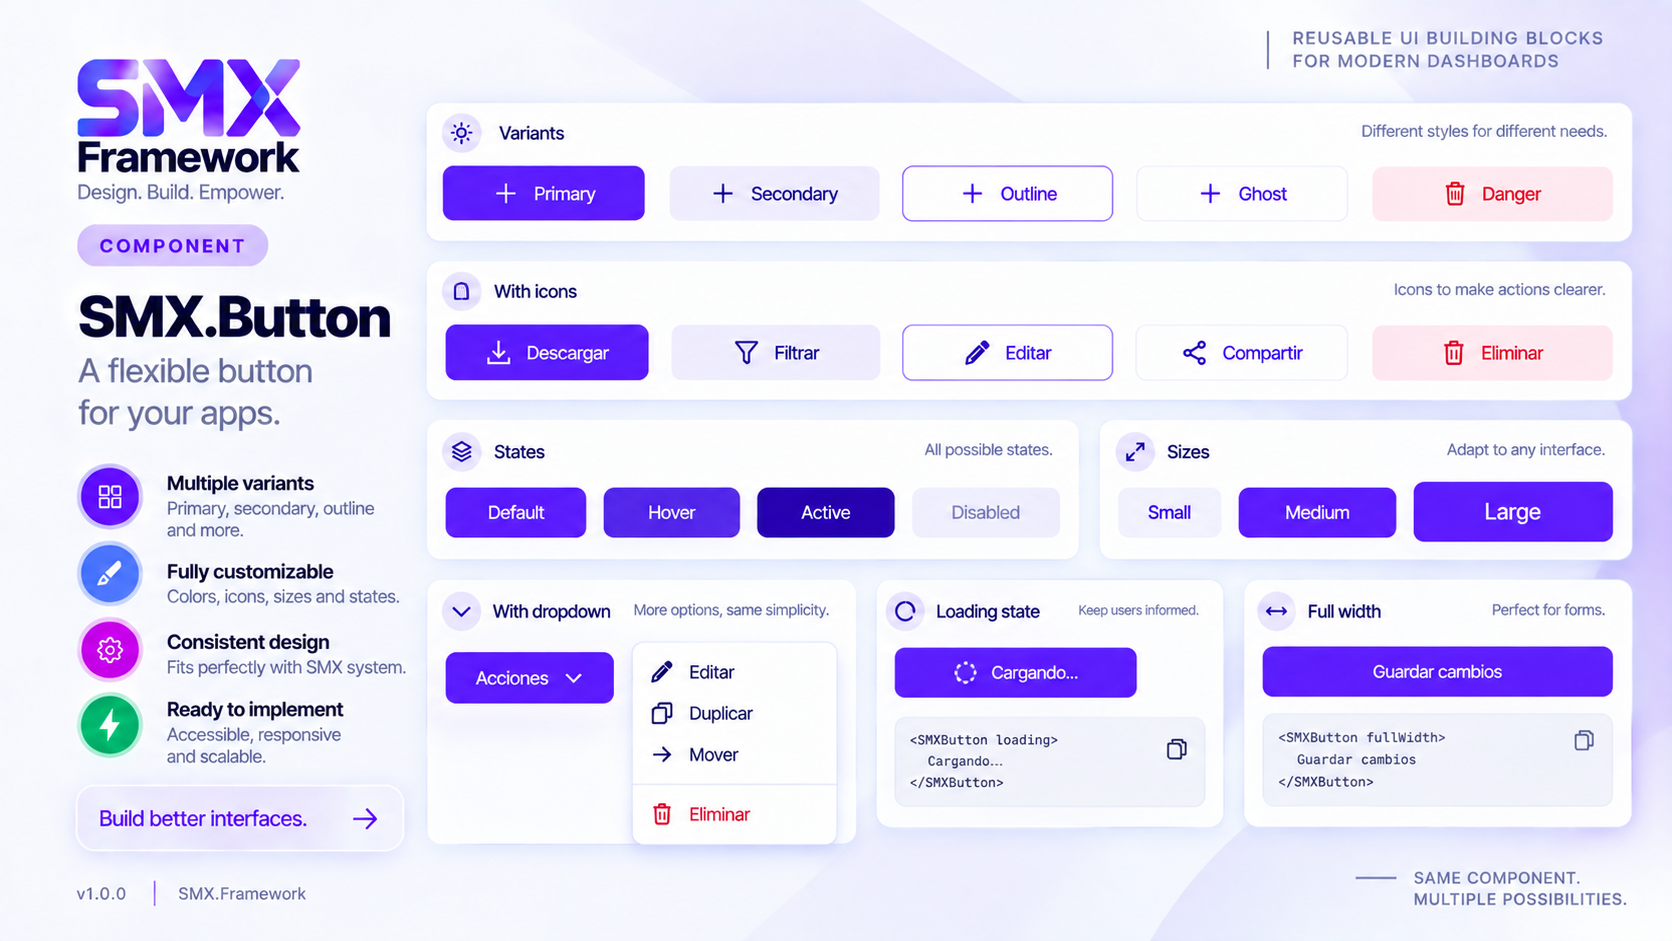 SMX
Framework
Design. Build. Empower.
COMPONENT
SMX.Button
A flexible button
for your apps.
Multiple variants
Primary, secondary, outline
and more.
Fully customizable
Colors, icons, sizes and states.
Consistent design
Fits perfectly with SMX system.
Ready to implement
Accessible, responsive
and scalable.
Build better interfaces.
v1.0.0
SMX.Framework
REUSABLE UI BUILDING BLOCKS
FOR MODERN DASHBOARDS
Variants
Different styles for different needs.
Primary
Secondary
Outline
Ghost
Danger
With icons
Icons to make actions clearer.
Descargar
Filtrar
Editar
Compartir
Eliminar
States
All possible states.
Default
Hover
Active
Disabled
Sizes
Adapt to any interface.
Small
Medium
Large
With dropdown
More options, same simplicity.
Acciones
Editar
Duplicar
Mover
Eliminar
Loading state
Keep users informed.
Cargando...
<SMXButton loading>
Cargando...
</SMXButton>
Full width
Perfect for forms.
Guardar cambios
<SMXButton fullWidth>
Guardar cambios
</SMXButton>
SAME COMPONENT.
MULTIPLE POSSIBILITIES.